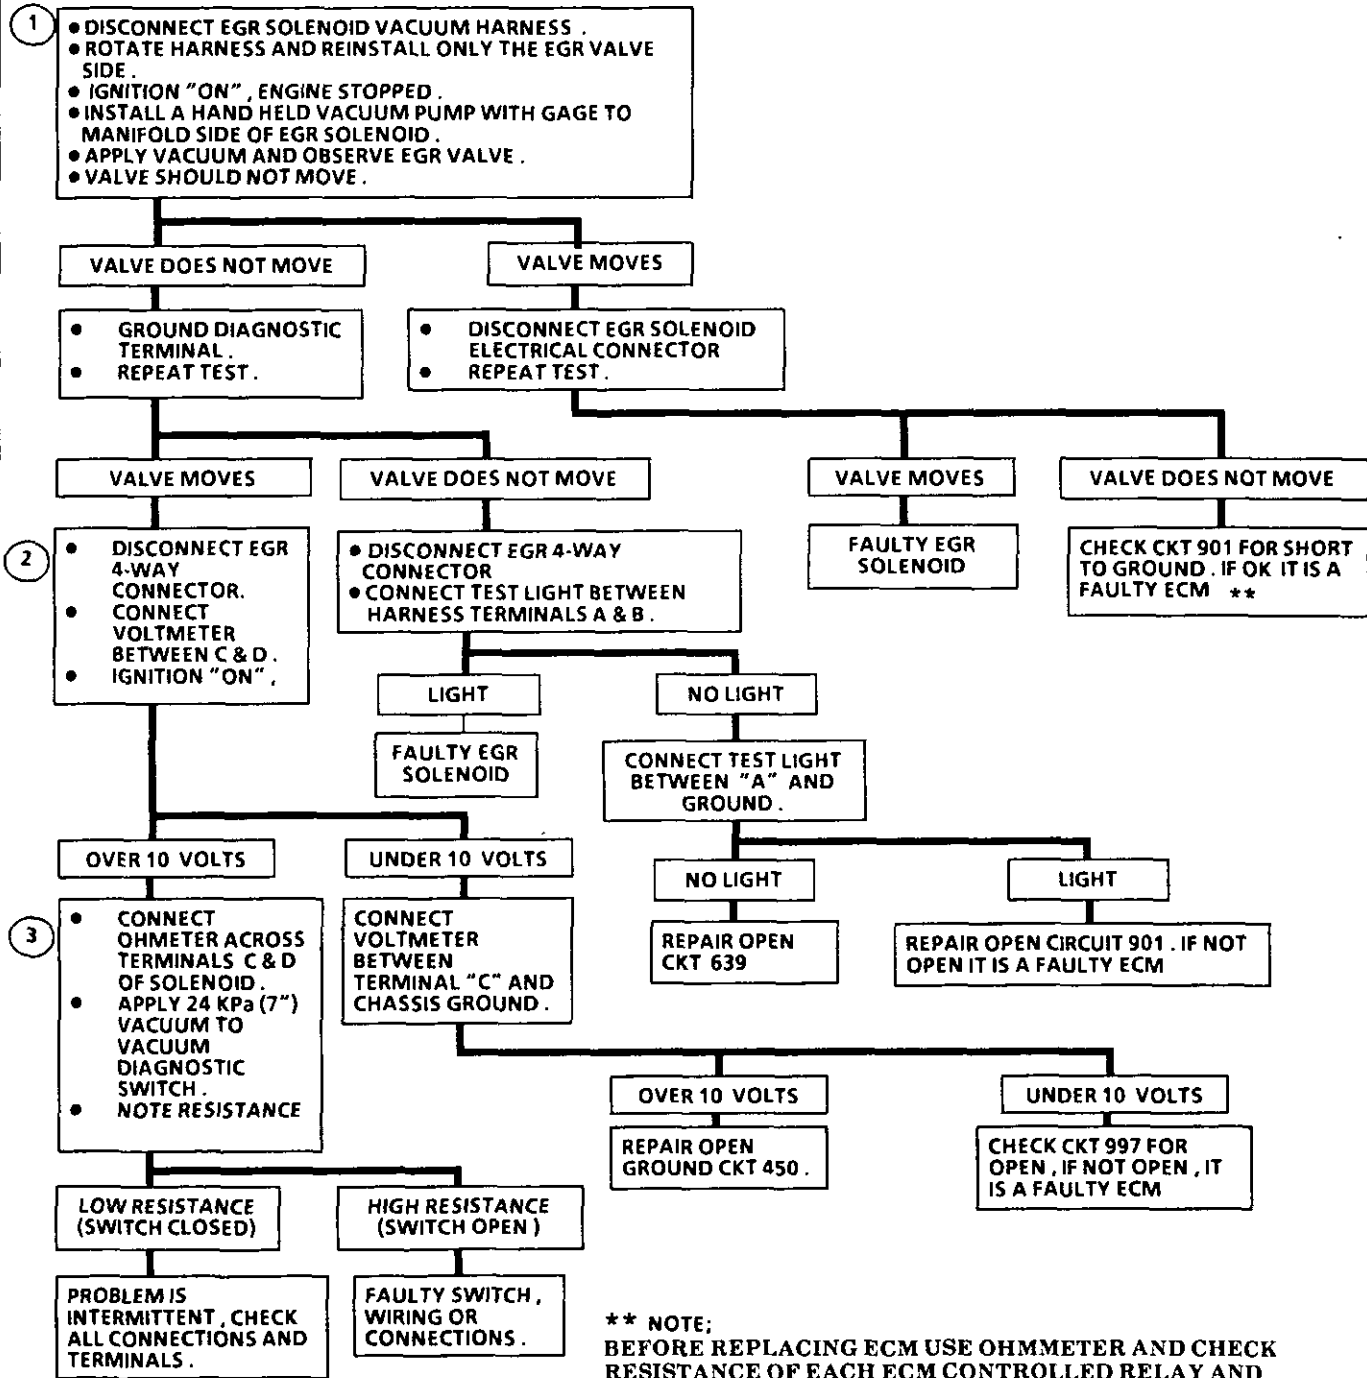 1
• DISCONNECT EGR SOLENOID VACUUM HARNESS .
• ROTATE HARNESS AND REINSTALL ONLY THE EGR VALVE
SIDE .
• IGNITION "ON" , ENGINE STOPPED .
• INSTALL A HAND HELD VACUUM PUMP WITH GAGE TO
MANIFOLD SIDE OF EGR SOLENOID .
• APPLY VACUUM AND OBSERVE EGR VALVE .
• VALVE SHOULD NOT MOVE .
VALVE DOES NOT MOVE
VALVE MOVES
• GROUND DIAGNOSTIC
TERMINAL .
• REPEAT TEST .
• DISCONNECT EGR SOLENOID
ELECTRICAL CONNECTOR
• REPEAT TEST .
VALVE MOVES
VALVE DOES NOT MOVE
VALVE MOVES
VALVE DOES NOT MOVE
2
• DISCONNECT EGR
4-WAY
CONNECTOR.
• CONNECT
VOLTMETER
BETWEEN C & D .
• IGNITION "ON" ,
• DISCONNECT EGR 4-WAY
CONNECTOR
• CONNECT TEST LIGHT BETWEEN
HARNESS TERMINALS A & B .
FAULTY EGR
SOLENOID
CHECK CKT 901 FOR SHORT
TO GROUND . IF OK IT IS A
FAULTY ECM **
LIGHT
NO LIGHT
FAULTY EGR
SOLENOID
CONNECT TEST LIGHT
BETWEEN "A" AND
GROUND .
OVER 10 VOLTS
UNDER 10 VOLTS
NO LIGHT
LIGHT
3
• CONNECT
OHMETER ACROSS
TERMINALS C & D
OF SOLENOID .
• APPLY 24 KPa (7")
VACUUM TO
VACUUM
DIAGNOSTIC
SWITCH .
• NOTE RESISTANCE
CONNECT
VOLTMETER
BETWEEN
TERMINAL "C" AND
CHASSIS GROUND .
REPAIR OPEN
CKT 639
REPAIR OPEN CIRCUIT 901 . IF NOT
OPEN IT IS A FAULTY ECM
OVER 10 VOLTS
UNDER 10 VOLTS
REPAIR OPEN
GROUND CKT 450 .
CHECK CKT 997 FOR
OPEN , IF NOT OPEN , IT
IS A FAULTY ECM
LOW RESISTANCE
(SWITCH CLOSED)
HIGH RESISTANCE
(SWITCH OPEN )
PROBLEM IS
INTERMITTENT , CHECK
ALL CONNECTIONS AND
TERMINALS .
FAULTY SWITCH ,
WIRING OR
CONNECTIONS .
** NOTE;
BEFORE REPLACING ECM USE OHMMETER AND CHECK
RESISTANCE OF EACH ECM CONTROLLED RELAY AND